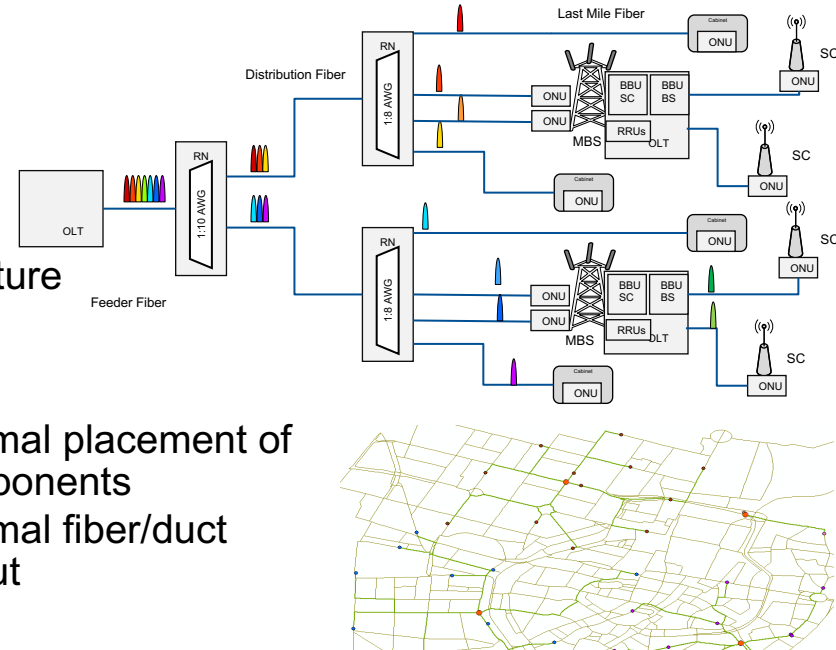 Last Mile Fiber
Cabinet
ONU
SC
ONU
RN
1:8 AWG
Distribution Fiber
ONU
ONU
MBS
BBU
SC
BBU
BS
RRUs
OLT
SC
ONU
Cabinet
ONU
RN
1:10 AWG
OLT
Feeder Fiber
RN
1:8 AWG
Cabinet
ONU
SC
ONU
ONU
ONU
MBS
BBU
SC
BBU
BS
RRUs
OLT
SC
ONU
Cabinet
ONU
ture
mal placement of
ponents
mal fiber/duct
ut